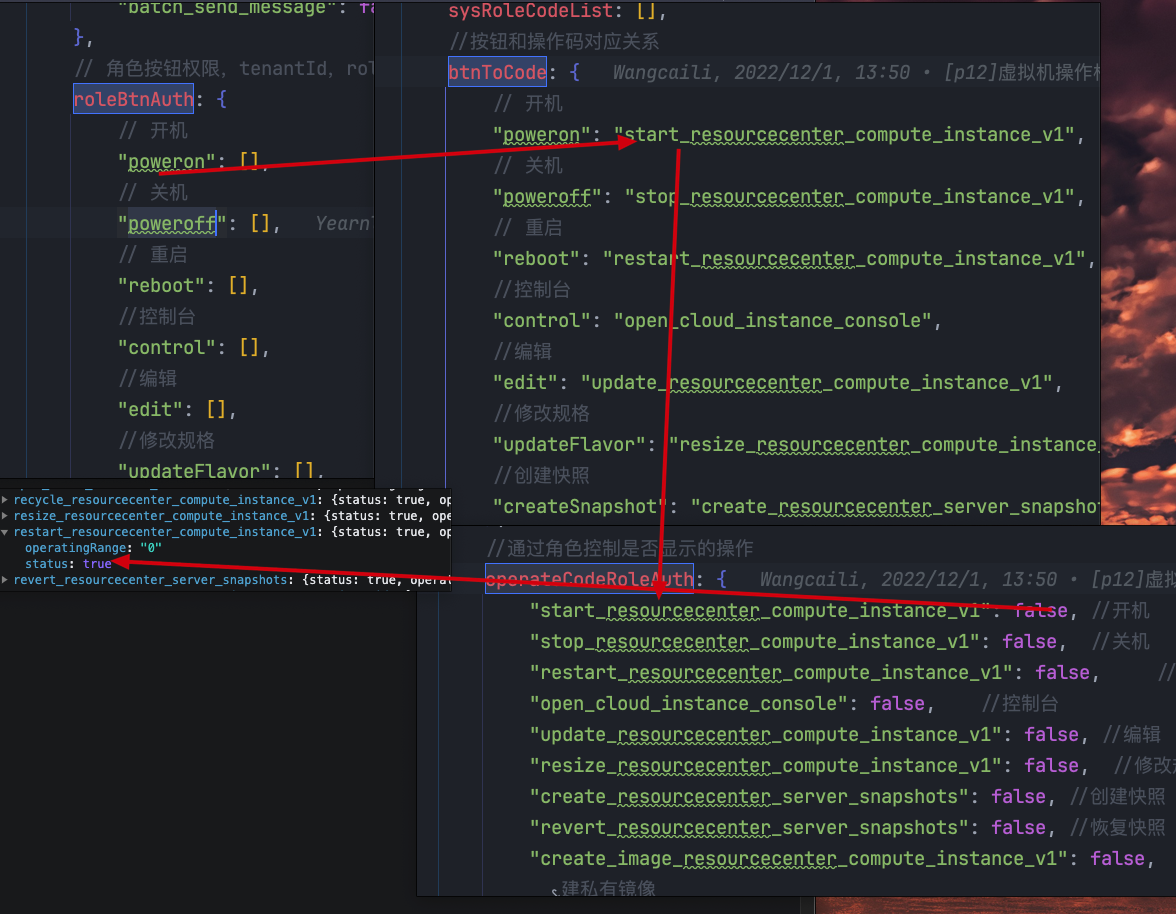 "batch_send_message": fa
},
// 角色按钮权限，tenantId，rol
roleBtnAuth: {
// 开机
"poweron": [],
// 关机
"poweroff": [],    Yearn
// 重启
"reboot": [],
//控制台
"control": [],
//编辑
"edit": [],
//修改规格
"updateFlavor": [],
sysRoleCodeList: [],
//按钮和操作码对应关系
btnToCode: {    Wangcaili, 2022/12/1, 13:50 • [p12]虚拟机操作
// 开机
"poweron": "start_resourcecenter_compute_instance_v1",
// 关机
"poweroff": "stop_resourcecenter_compute_instance_v1",
// 重启
"reboot": "restart_resourcecenter_compute_instance_v1",
//控制台
"control": "open_cloud_instance_console",
//编辑
"edit": "update_resourcecenter_compute_instance_v1",
//修改规格
"updateFlavor": "resize_resourcecenter_compute_instance_
//创建快照
"createSnapshot": "create_resourcecenter_server_snapshot
recycle_resourcecenter_compute_instance_v1: {status: true, op
resize_resourcecenter_compute_instance_v1: {status: true, ope
restart_resourcecenter_compute_instance_v1: {status: true, op
operatingRange: "0"
status: true
revert_resourcecenter_server_snapshots: {status: true, operat
//通过角色控制是否显示的操作
operateCodeRoleAuth: {    Wangcaili, 2022/12/1, 13:50 • [p12]虚拟
"start_resourcecenter_compute_instance_v1": false, //开机
"stop_resourcecenter_compute_instance_v1": false,  //关机
"restart_resourcecenter_compute_instance_v1": false,    //
"open_cloud_instance_console": false,    //控制台
"update_resourcecenter_compute_instance_v1": false, //编辑
"resize_resourcecenter_compute_instance_v1": false,  //修改
"create_resourcecenter_server_snapshots": false, //创建快照
"revert_resourcecenter_server_snapshots": false, //恢复快照
"create_image_resourcecenter_compute_instance_v1": false,
建私有镜像